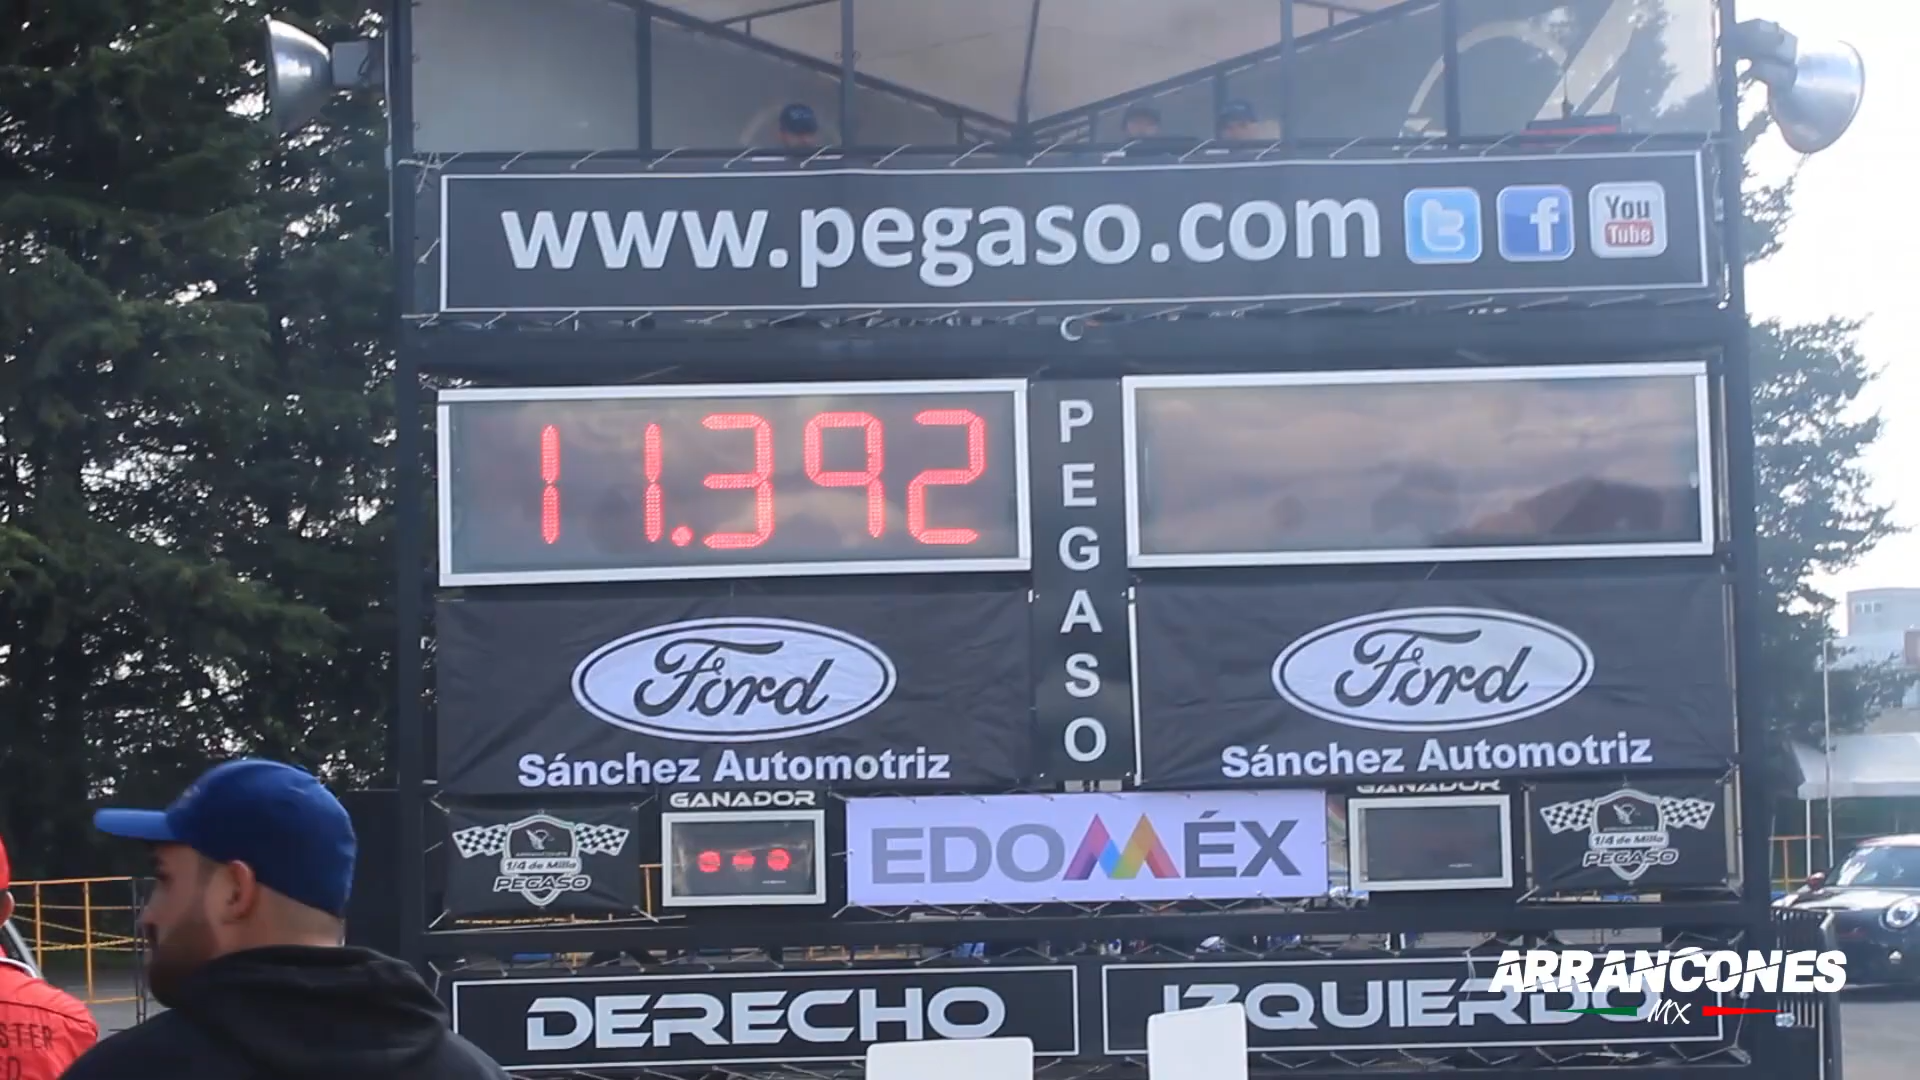 www.pegaso.com
You
Tube
11.392
PEGASO
Ford
Sánchez Automotriz
Ford
Sánchez Automotriz
GANADOR
GANADOR
1/4 de Milla
PEGASO
EDOMÉX
1/4 de Milla
PEGASO
DERECHO
IZQUIERDO
ARRANCONES
MX